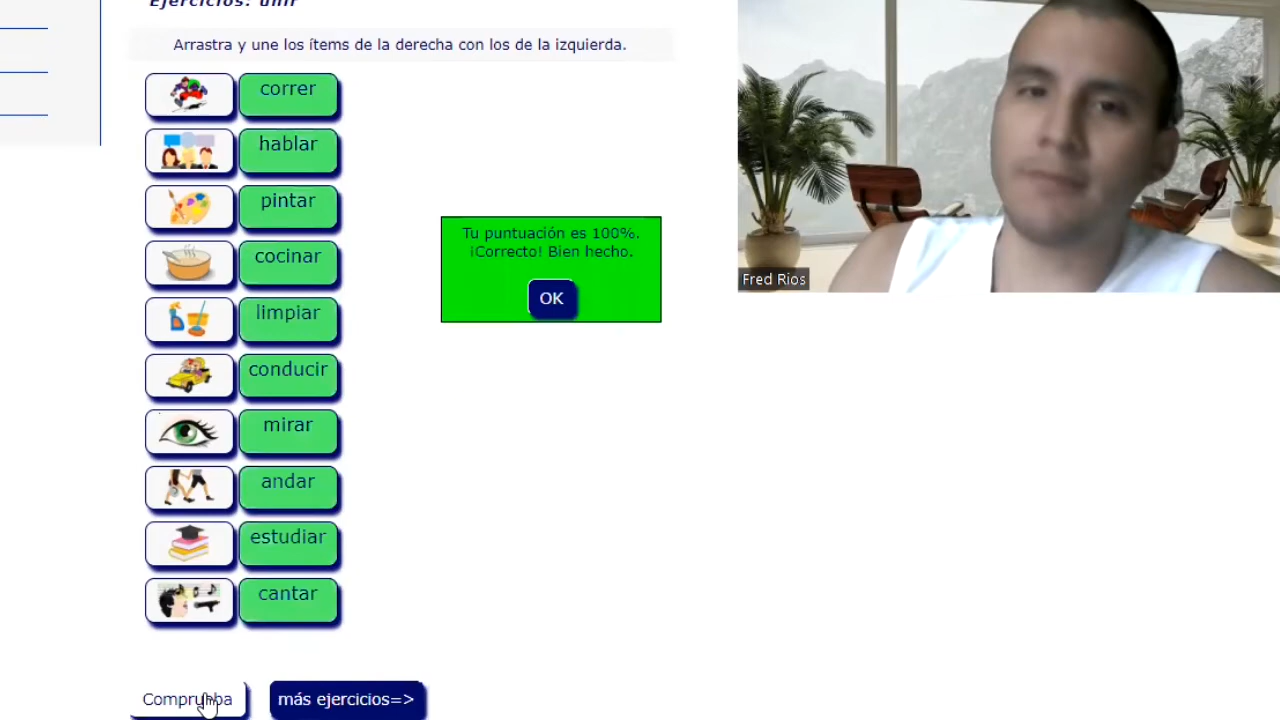 Ejercicios: unir
Arrastra y une los ítems de la derecha con los de la izquierda.
correr
hablar
pintar
cocinar
limpiar
conducir
mirar
andar
estudiar
cantar
Tu puntuación es 100%.
¡Correcto! Bien hecho.
OK
Fred Rios
Comprueba
más ejercicios=>